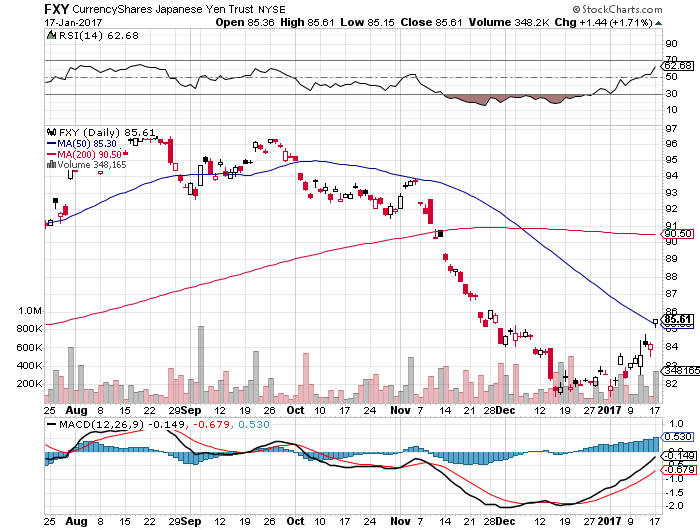 FXY CurrencyShares Japanese Yen Trust NYSE
© StockCharts.com
17-Jan-2017
Open 85.36 High 85.61 Low 85.15 Close 85.61 Volume 348.2K Chg +1.44 (+1.71%)
RSI(14) 62.68
90
70
62.68
50
30
10
FXY (Daily) 85.61
MA(50) 85.30
MA(200) 90.50
Volume 348,165
97
96
95
94
93
92
91
90.50
90
89
88
87
86
85.61
84
83
348165
82
1.0M
800K
600K
400K
200K
25 Aug 8 15 22 29 Sep 12 19 26 Oct 10 17 24 Nov 7 14 21 28 Dec 12 19 27 2017 9 17
MACD(12,26,9) -0.149, -0.679, 0.530
1.0
0.530
-0.149
-0.679
-1.0
-1.5
-2.0
25 Aug 8 15 22 29 Sep 12 19 26 Oct 10 17 24 Nov 7 14 21 28 Dec 12 19 27 2017 9 17